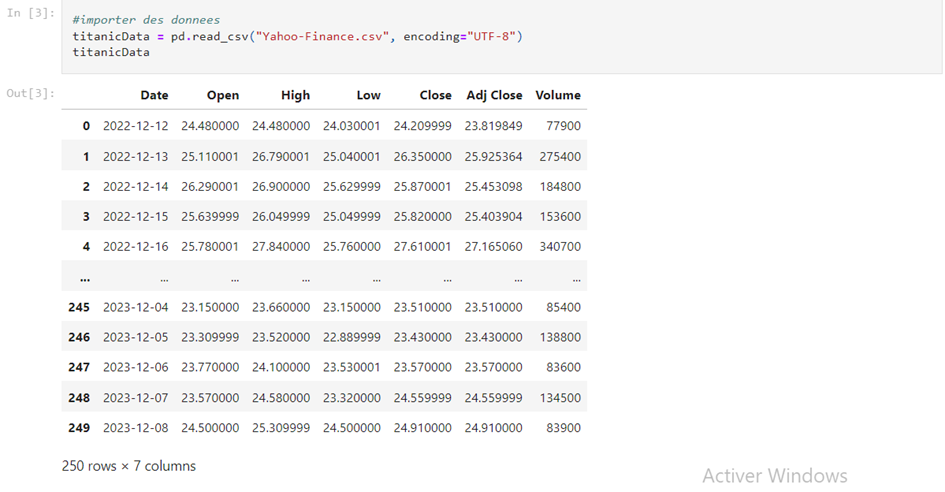 In [3]:
#importer des donnees
titanicData = pd.read_csv("Yahoo-Finance.csv", encoding="UTF-8")
titanicData
Out[3]:
Date Open High Low Close Adj Close Volume
0 2022-12-12 24.480000 24.480000 24.030001 24.209999 23.819849 77900
1 2022-12-13 25.110001 26.790001 25.040001 26.350000 25.925364 275400
2 2022-12-14 26.290001 26.900000 25.629999 25.870001 25.453098 184800
3 2022-12-15 25.639999 26.049999 25.049999 25.820000 25.403904 153600
4 2022-12-16 25.780001 27.840000 25.760000 27.610001 27.165060 340700
... ... ... ... ... ... ... ...
245 2023-12-04 23.150000 23.660000 23.150000 23.510000 23.510000 85400
246 2023-12-05 23.309999 23.520000 22.889999 23.430000 23.430000 138800
247 2023-12-06 23.770000 24.100000 23.530001 23.570000 23.570000 83600
248 2023-12-07 23.570000 24.580000 23.320000 24.559999 24.559999 134500
249 2023-12-08 24.500000 25.309999 24.500000 24.910000 24.910000 83900
250 rows × 7 columns
Activer Windows